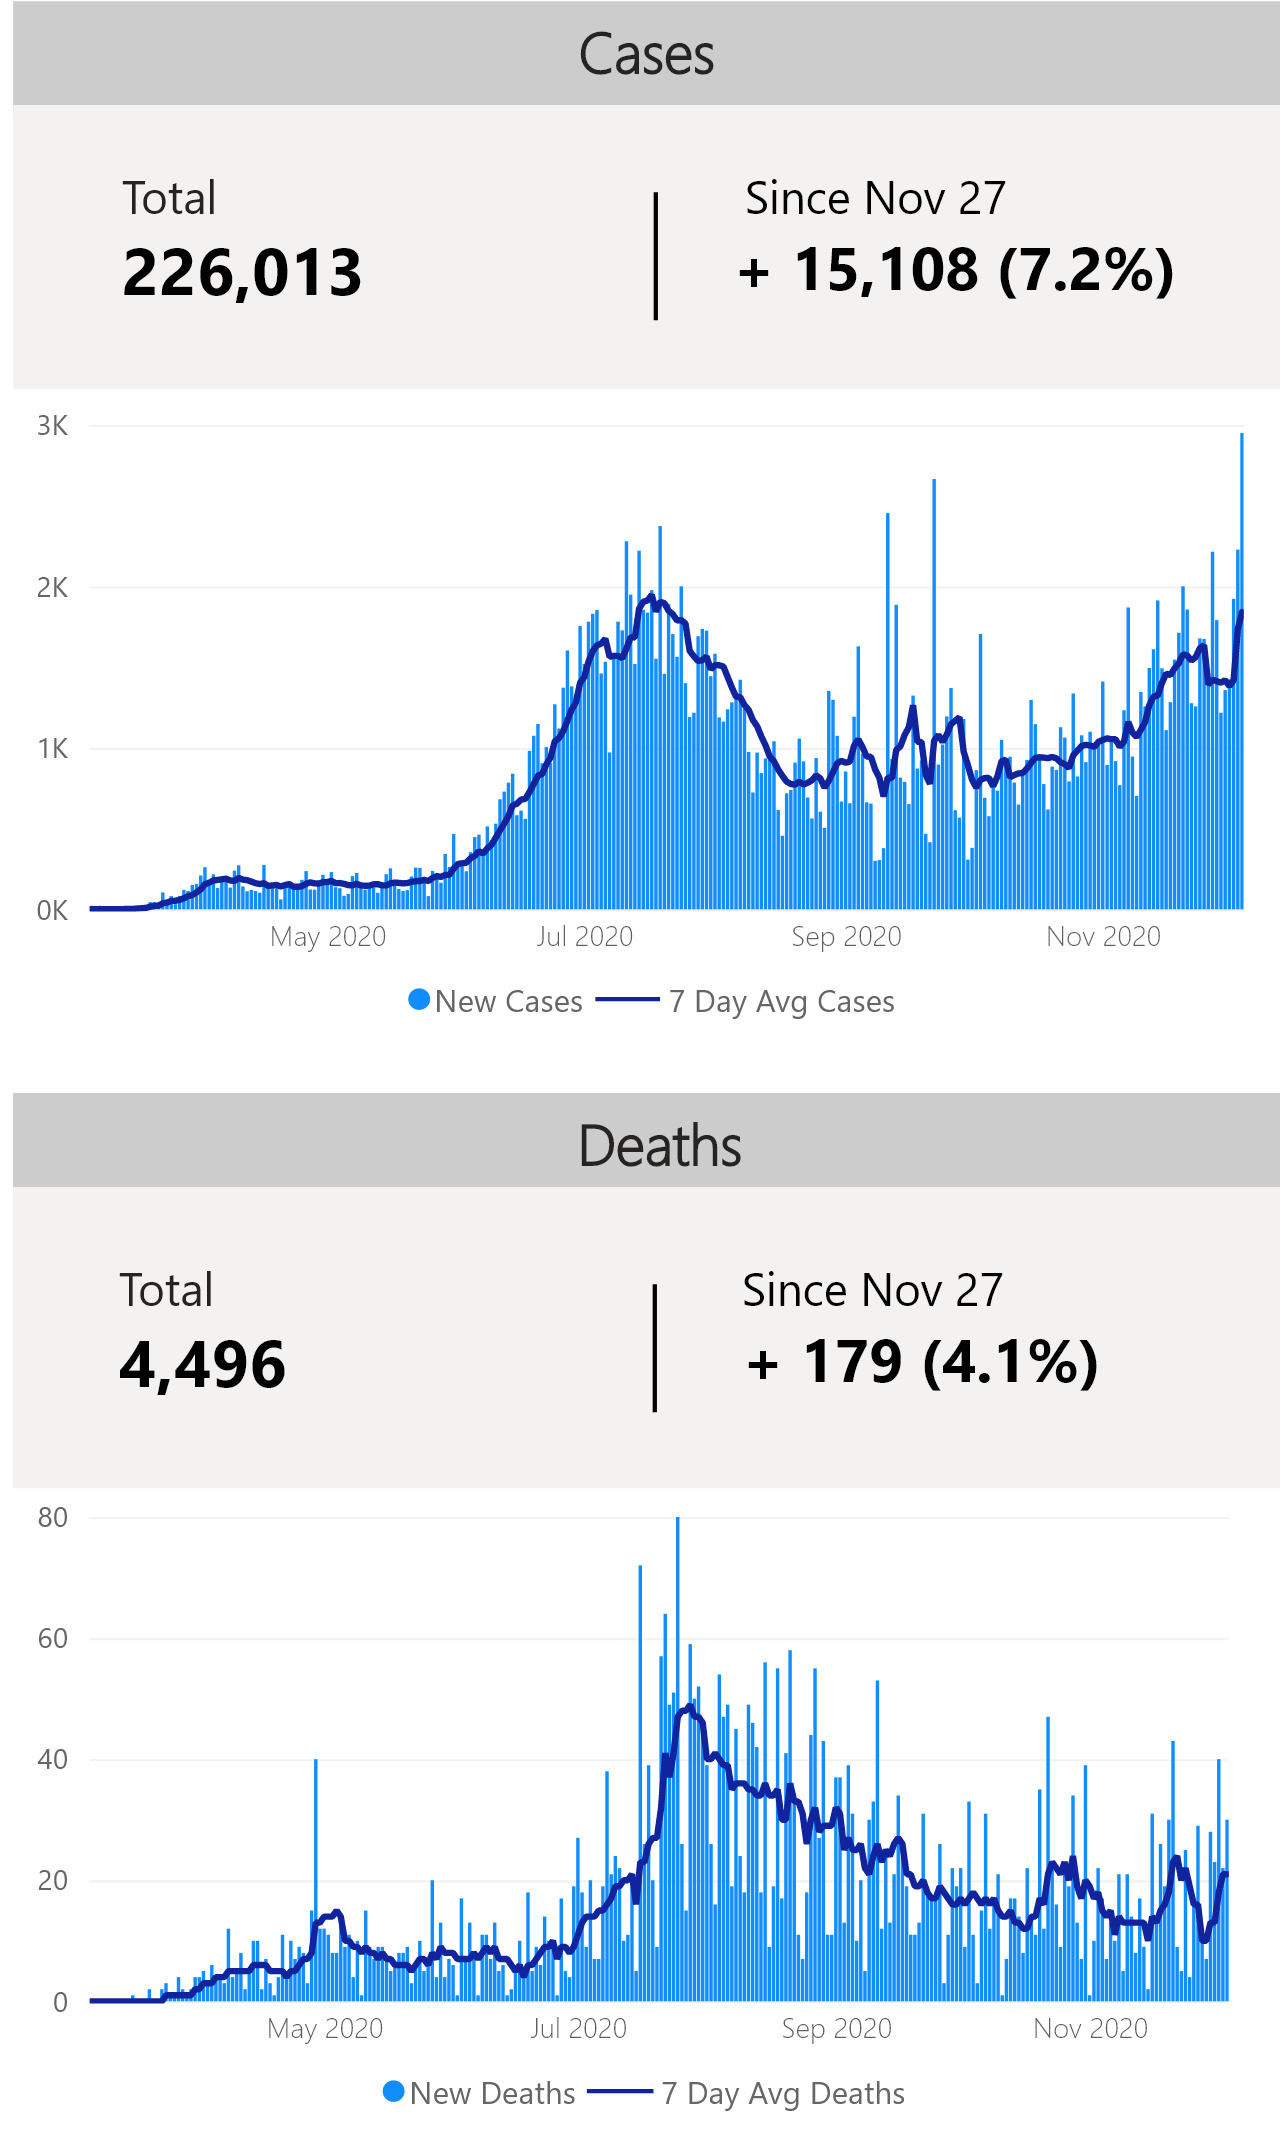 Cases
Total
Since Nov 27
226,013
+ 15,108 (7.2%)
3K
2K
1K
0K
May 2020
Jul 2020
Sep 2020
Nov 2020
New Cases
7 Day Avg Cases
Deaths
Total
Since Nov 27
4,496
+ 179 (4.1%)
80
60
40
20
0
May 2020
Jul 2020
Sep 2020
Nov 2020
New Deaths
7 Day Avg Deaths